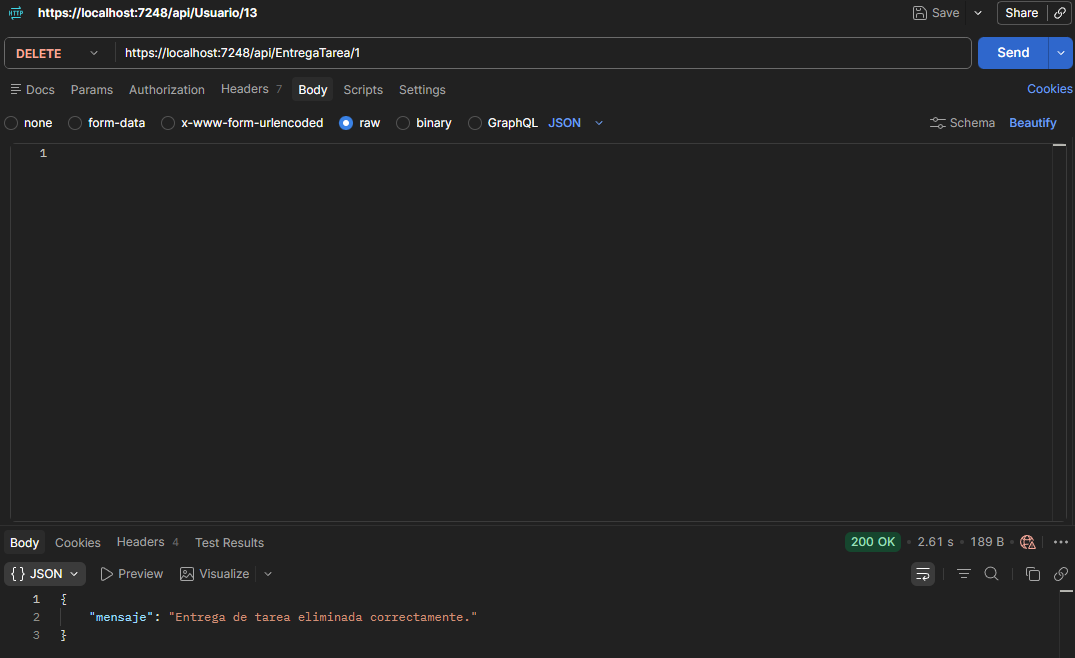 HTTP https://localhost:7248/api/Usuario/13 Save Share
DELETE https://localhost:7248/api/EntregaTarea/1 Send
Docs Params Authorization Headers 7 Body Scripts Settings Cookies
none form-data x-www-form-urlencoded raw binary GraphQL JSON Schema Beautify
1
Body Cookies Headers 4 Test Results 200 OK • 2.61 s • 189 B •
{} JSON Preview Visualize
1 {
2 "mensaje": "Entrega de tarea eliminada correctamente."
3 }